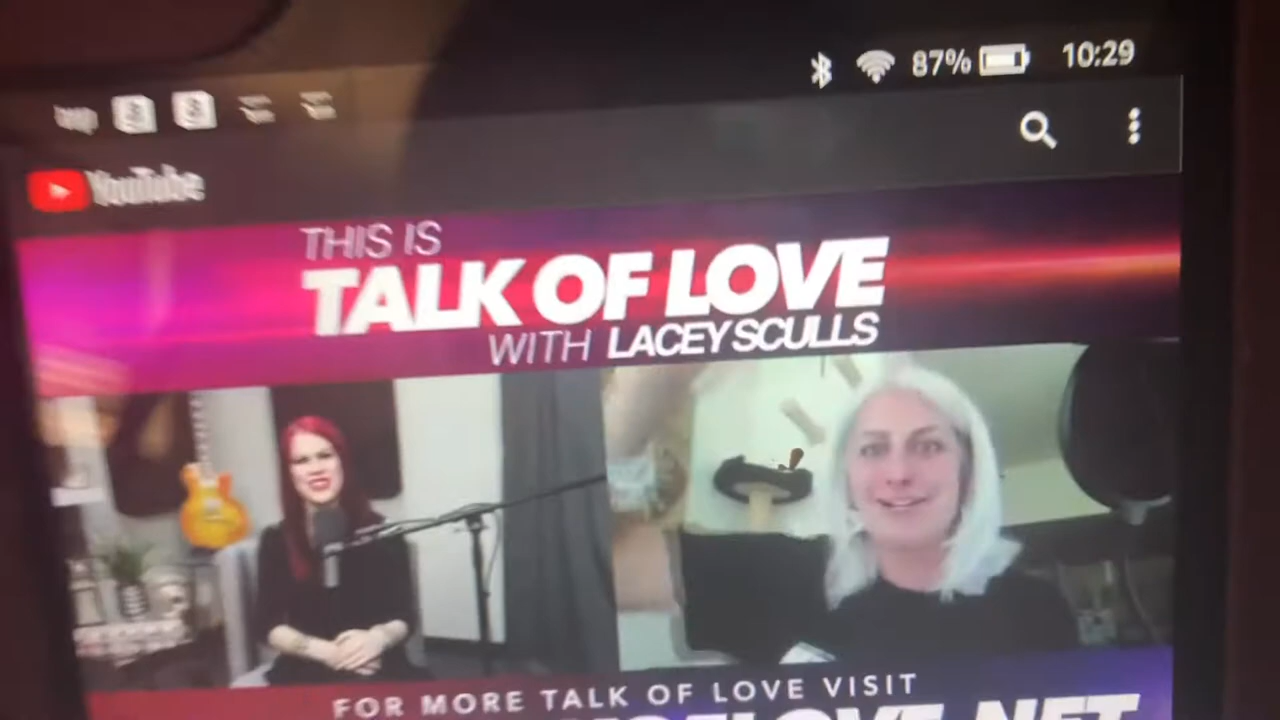 87% 10:29
YouTube
THIS IS
TALK OF LOVE
WITH LACEY SCULLS
FOR MORE TALK OF LOVE VISIT